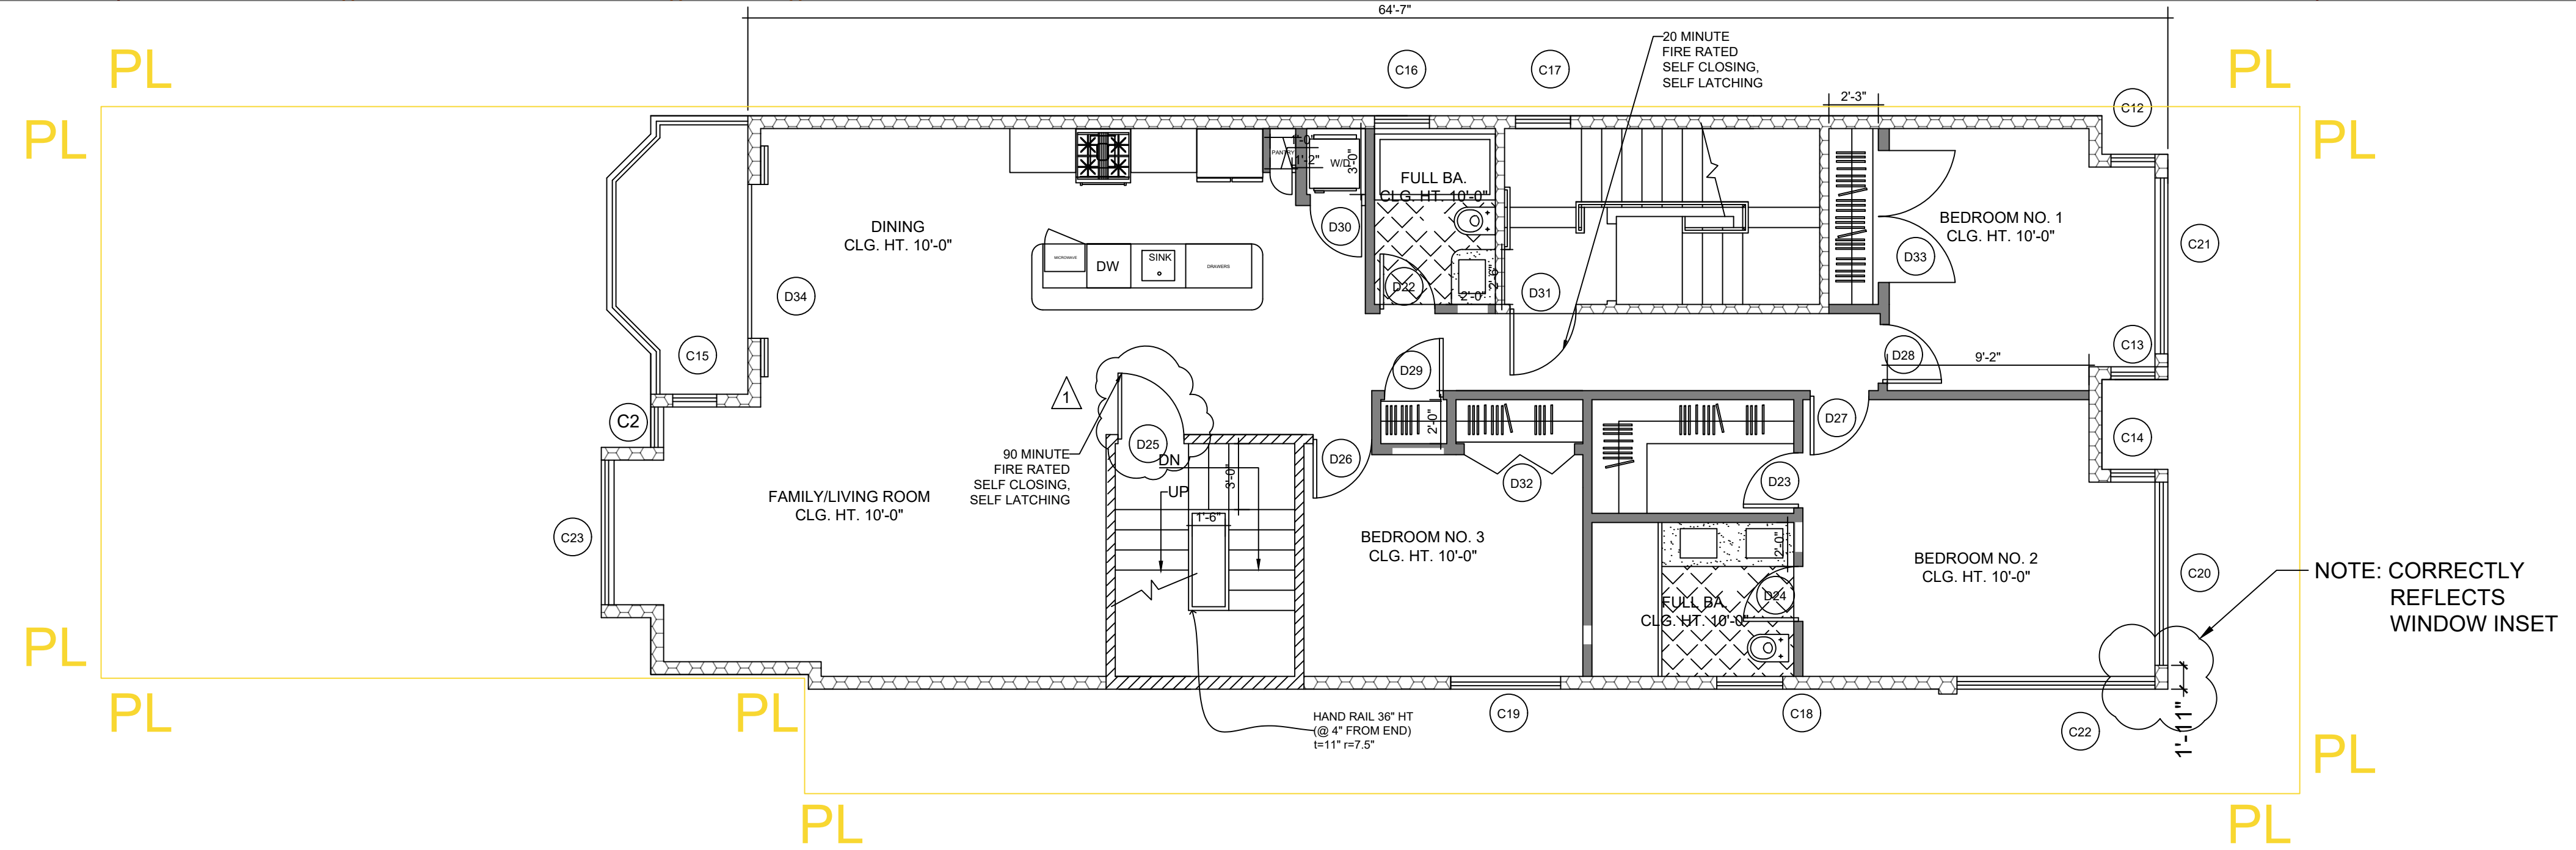 64'-7"
PL
PL
PL
PL
20 MINUTE
FIRE RATED
SELF CLOSING,
SELF LATCHING
C16
C17
2'-3"
C12
1'-0"
PANTRY
1'-2"
W/D
3'-0"
FULL BA.
CLG. HT. 10'-0"
DINING
CLG. HT. 10'-0"
D30
BEDROOM NO. 1
CLG. HT. 10'-0"
C21
MICROWAVE
DW
SINK
DRAWERS
D33
D34
D22
2'-0"
2'-6"
D31
C15
D29
D28
9'-2"
C13
1
C2
2'-0"
D27
C14
D25
DN
UP
3'-0"
1'-6"
90 MINUTE
FIRE RATED
SELF CLOSING,
SELF LATCHING
D26
D32
D23
FAMILY/LIVING ROOM
CLG. HT. 10'-0"
C23
BEDROOM NO. 3
CLG. HT. 10'-0"
2'-0"
BEDROOM NO. 2
CLG. HT. 10'-0"
C20
NOTE: CORRECTLY
REFLECTS
WINDOW INSET
D24
FULL BA.
CLG. HT. 10'-0"
PL
PL
PL
HAND RAIL 36" HT
(@ 4" FROM END)
t=11" r=7.5"
C19
C18
C22
1'-11"
PL
PL
PL